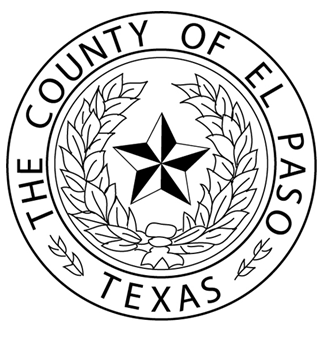 THE COUNTY OF EL PASO
TEXAS